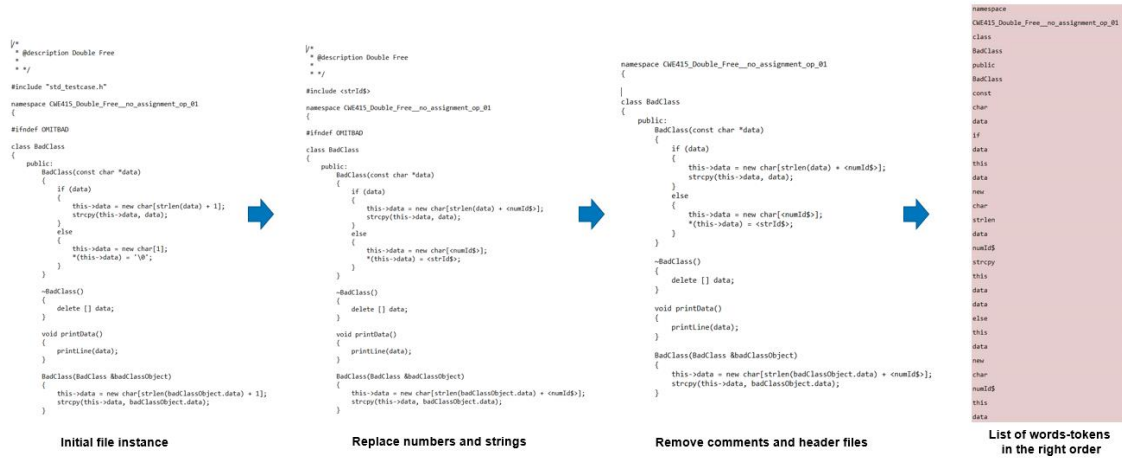 /*
 * @description Double Free
 *
 * */
#include "std_testcase.h"
namespace CWE415_Double_Free__no_assignment_op_01
{
#ifndef OMITBAD
class BadClass
{
    public:
        BadClass(const char *data)
        {
            if (data)
            {
                this->data = new char[strlen(data) + 1];
                strcpy(this->data, data);
            }
            else
            {
                this->data = new char[1];
                *(this->data) = '\0';
            }
        }
        ~BadClass()
        {
            delete [] data;
        }
        void printData()
        {
            printLine(data);
        }
        BadClass(BadClass &badClassObject)
        {
            this->data = new char[strlen(badClassObject.data) + 1];
            strcpy(this->data, badClassObject.data);
        }
Initial file instance
/*
 * @description Double Free
 *
 * */
#include <strId$>
namespace CWE415_Double_Free__no_assignment_op_01
{
#ifndef OMITBAD
class BadClass
{
    public:
        BadClass(const char *data)
        {
            if (data)
            {
                this->data = new char[strlen(data) + <numId$>];
                strcpy(this->data, data);
            }
            else
            {
                this->data = new char[<numId$>];
                *(this->data) = <strId$>;
            }
        }
        ~BadClass()
        {
            delete [] data;
        }
        void printData()
        {
            printLine(data);
        }
        BadClass(BadClass &badClassObject)
        {
            this->data = new char[strlen(badClassObject.data) + <numId$>];
            strcpy(this->data, badClassObject.data);
        }
Replace numbers and strings
namespace CWE415_Double_Free__no_assignment_op_01
{
class BadClass
{
    public:
        BadClass(const char *data)
        {
            if (data)
            {
                this->data = new char[strlen(data) + <numId$>];
                strcpy(this->data, data);
            }
            else
            {
                this->data = new char[<numId$>];
                *(this->data) = <strId$>;
            }
        }
        ~BadClass()
        {
            delete [] data;
        }
        void printData()
        {
            printLine(data);
        }
        BadClass(BadClass &badClassObject)
        {
            this->data = new char[strlen(badClassObject.data) + <numId$>];
            strcpy(this->data, badClassObject.data);
        }
Remove comments and header files
namespace
CWE415_Double_Free_no_assignment_op_01
class
BadClass
public
BadClass
const
char
data
if
data
this
data
new
char
strlen
data
numId$
strcpy
this
data
data
else
this
data
new
char
numId$
this
data
List of words-tokens
in the right order